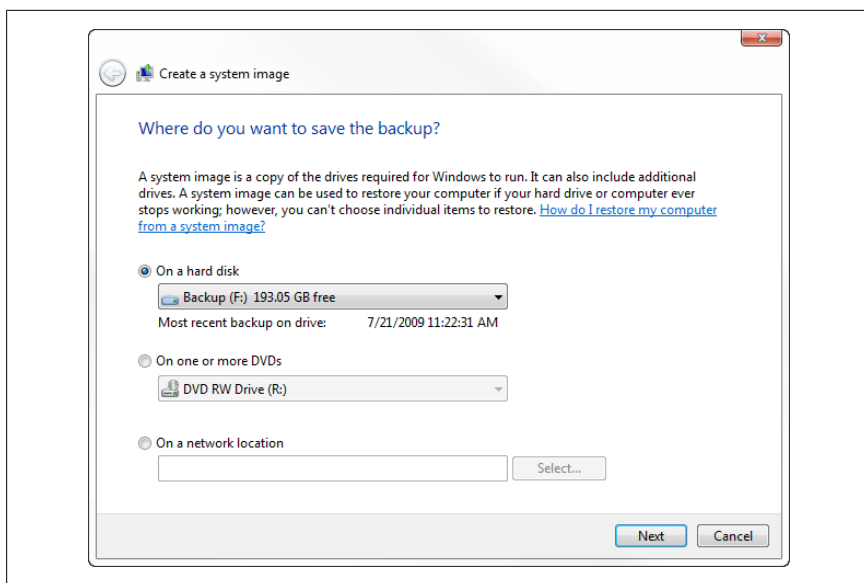 Create a system image
Where do you want to save the backup?
A system image is a copy of the drives required for Windows to run. It can also include additional
drives. A system image can be used to restore your computer if your hard drive or computer ever
stops working; however, you can't choose individual items to restore. How do I restore my computer
from a system image?
On a hard disk
Backup (F:) 193.05 GB free
Most recent backup on drive: 7/21/2009 11:22:31 AM
On one or more DVDs
DVD RW Drive (R:)
On a network location
Select...
Next Cancel